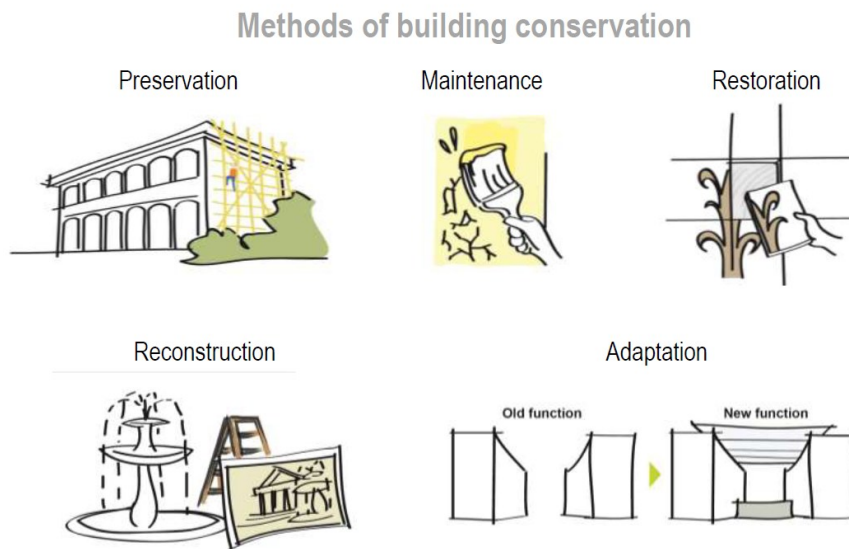 Methods of building conservation
Preservation
Maintenance
Restoration
Reconstruction
Adaptation
Old function
New function